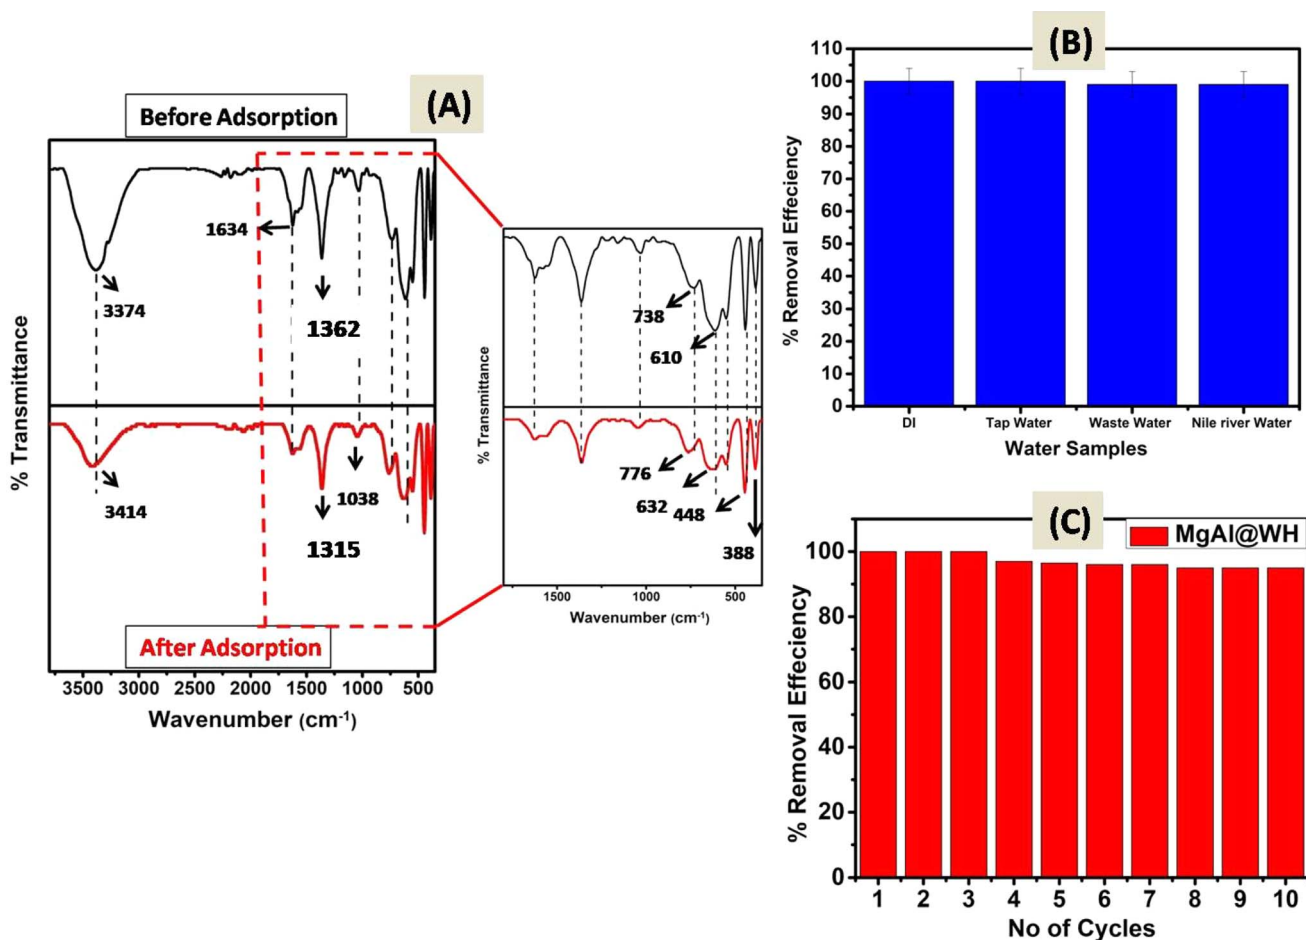 (A)
Before Adsorption
1634
3374
1362
3414
1038
1315
After Adsorption
% Transmittance
3500 3000 2500 2000 1500 1000 500
Wavenumber (cm-1)
738
610
776
632
448
388
% Transmittance
1500 1000 500
Wavenumber (cm-1)
(B)
110
100
90
80
70
60
50
40
30
20
10
0
% Removal Effeciency
DI Tap Water Waste Water Nile river Water
Water Samples
(C)
MgAl@WH
100
80
60
40
20
0
% Removal Effeciency
1 2 3 4 5 6 7 8 9 10
No of Cycles